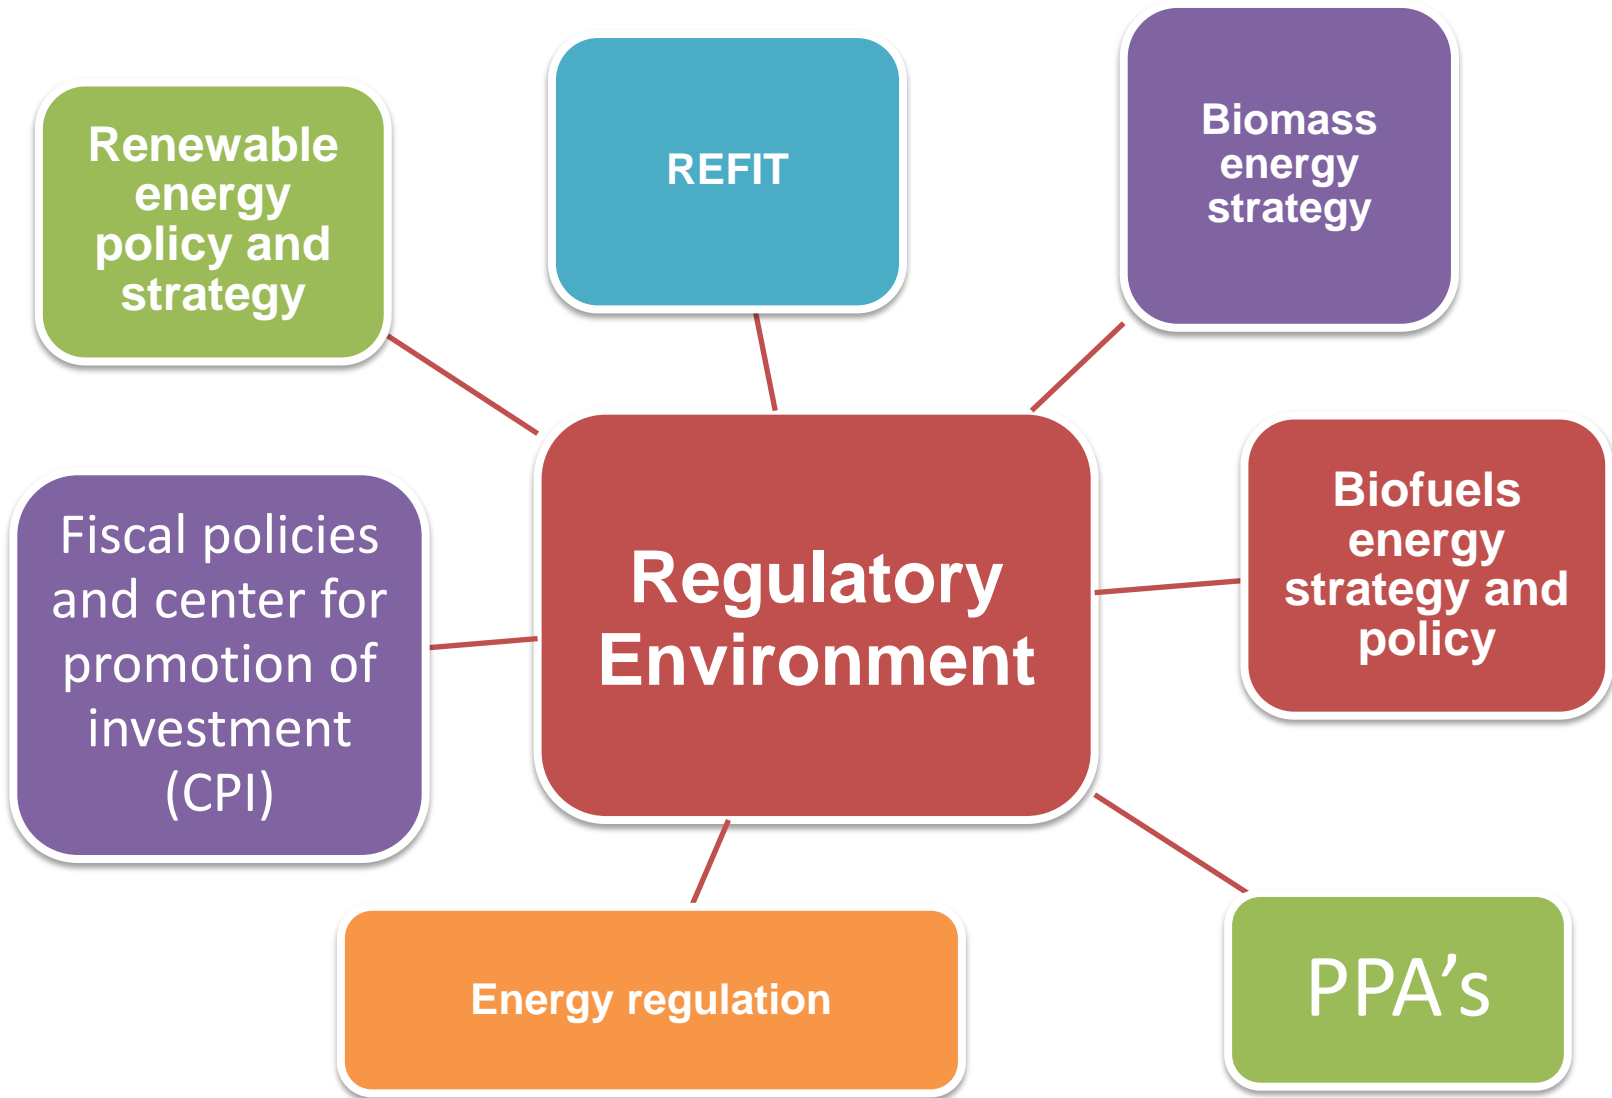 Renewable
energy
policy and
strategy
REFIT
Biomass
energy
strategy
Fiscal policies
and center for
promotion of
investment
(CPI)
Regulatory
Environment
Biofuels
energy
strategy and
policy
Energy regulation
PPA’s